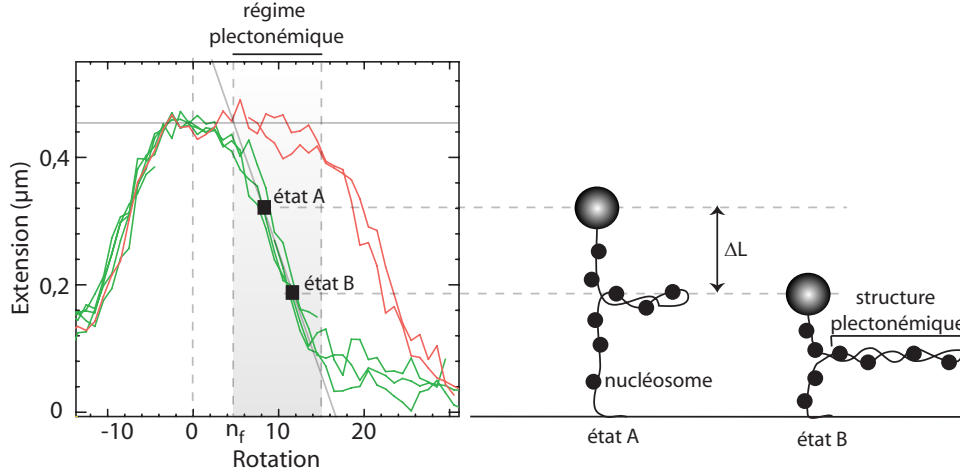 régime
plectonémique
Extension (µm)
0,4
0,2
0
-10
0
n_f
10
20
Rotation
état A
état B
ΔL
structure
plectonémique
nucléosome
état A
état B